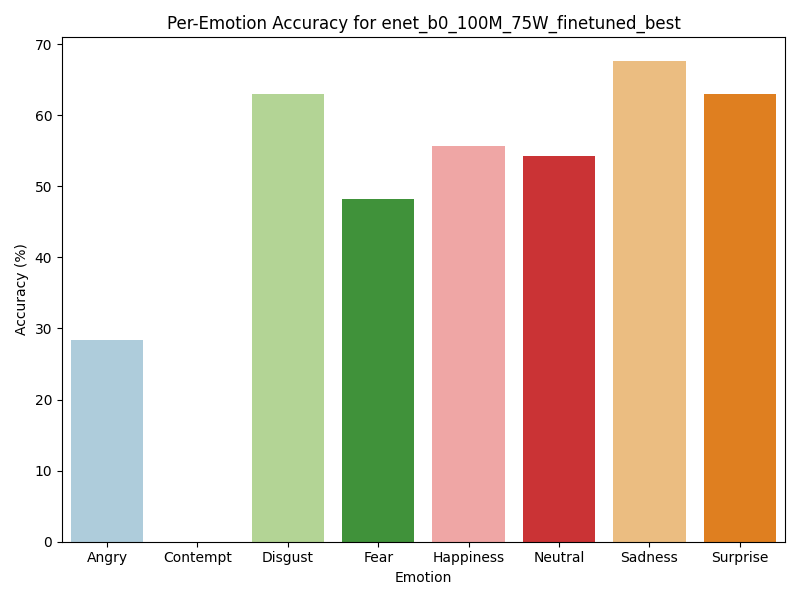 Per-Emotion Accuracy for enet_b0_100M_75W_finetuned_best
70
60
50
40
30
20
10
0
Accuracy (%)
Angry Contempt Disgust Fear Happiness Neutral Sadness Surprise
Emotion